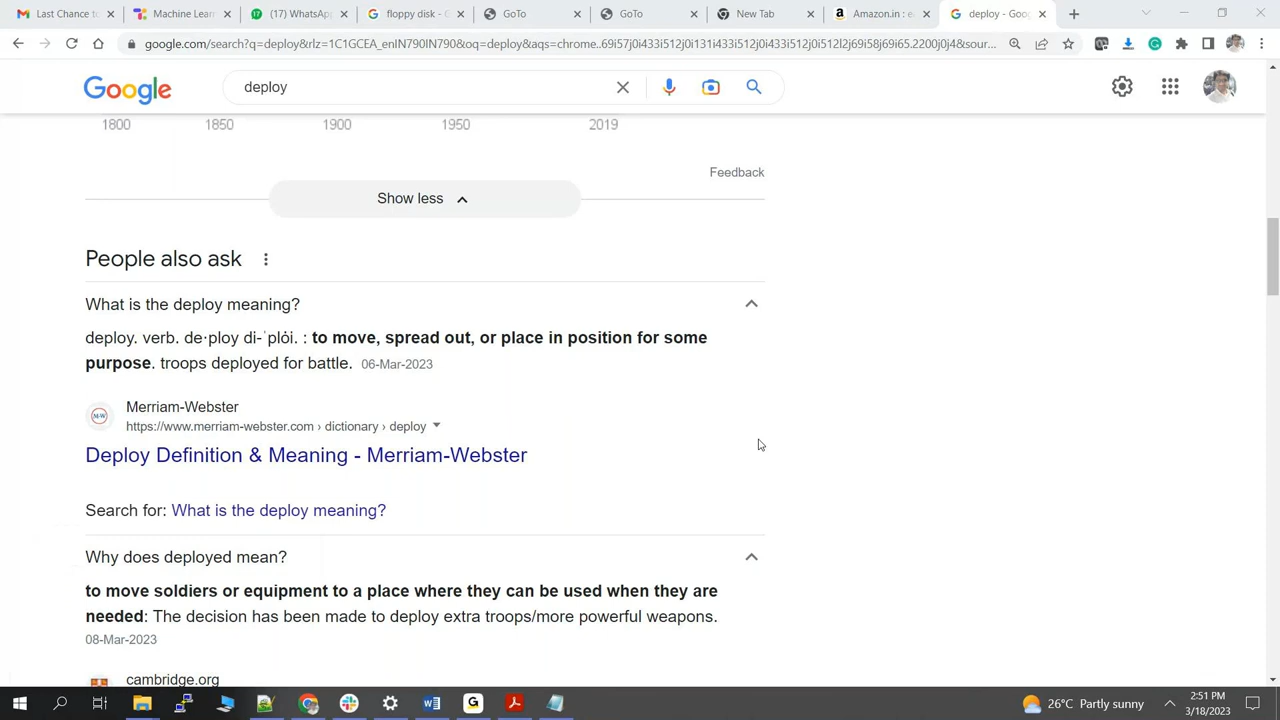 Last Chance to
Machine Learn
(17) WhatsApp
floppy disk - G
GoTo
GoTo
New Tab
Amazon.in : e
deploy - Goog
google.com/search?q=deploy&rlz=1C1GCEA_enIN790IN790&oq=deploy&aqs=chrome..69i57j0i433i512j0i131i433i512j0i433i512j0i512l2j69i58j69i65.2200j0j4&sour...
Google
deploy
1800 1850 1900 1950 2019
Feedback
Show less
People also ask
What is the deploy meaning?
deploy. verb. de·ploy di-ˈplȯi. : to move, spread out, or place in position for some
purpose. troops deployed for battle. 06-Mar-2023
M-W
Merriam-Webster
https://www.merriam-webster.com › dictionary › deploy
Deploy Definition & Meaning - Merriam-Webster
Search for: What is the deploy meaning?
Why does deployed mean?
to move soldiers or equipment to a place where they can be used when they are
needed: The decision has been made to deploy extra troops/more powerful weapons.
08-Mar-2023
cambridge.org
26°C Partly sunny
2:51 PM
3/18/2023